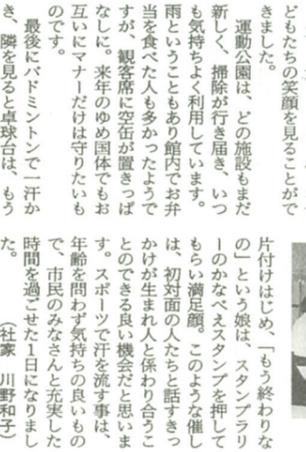 どもたちの笑顔を見ることがで
きました。
　運動公園は、どの施設もまだ
新しく、掃除が行き届き、いつ
も気持ちよく利用しています。
雨ということもあり館内でお弁
当を食べた人も多かったようで
すが、観客席に空缶が置きっぱ
なしに。来年のゆめ国体でもお
互いにマナーだけは守りたいも
のです。
　最後にバドミントンで一汗か
き、隣を見ると卓球台は、もう
片付けはじめ、「もう終わりな
の」という娘は、スタンプラリ
ーのかなべえスタンプを押して
もらい満足顔。このような催し
は、初対面の人たちと話すきっ
かけが生まれ人と係わり合うこ
とのできる良い機会だと思いま
す。スポーツで汗を流す事は、
年齢を問わず気持ちの良いもの
で、市民のみなさんと充実した
時間を過ごせた1日になりまし
た。　（社家　川野和子）